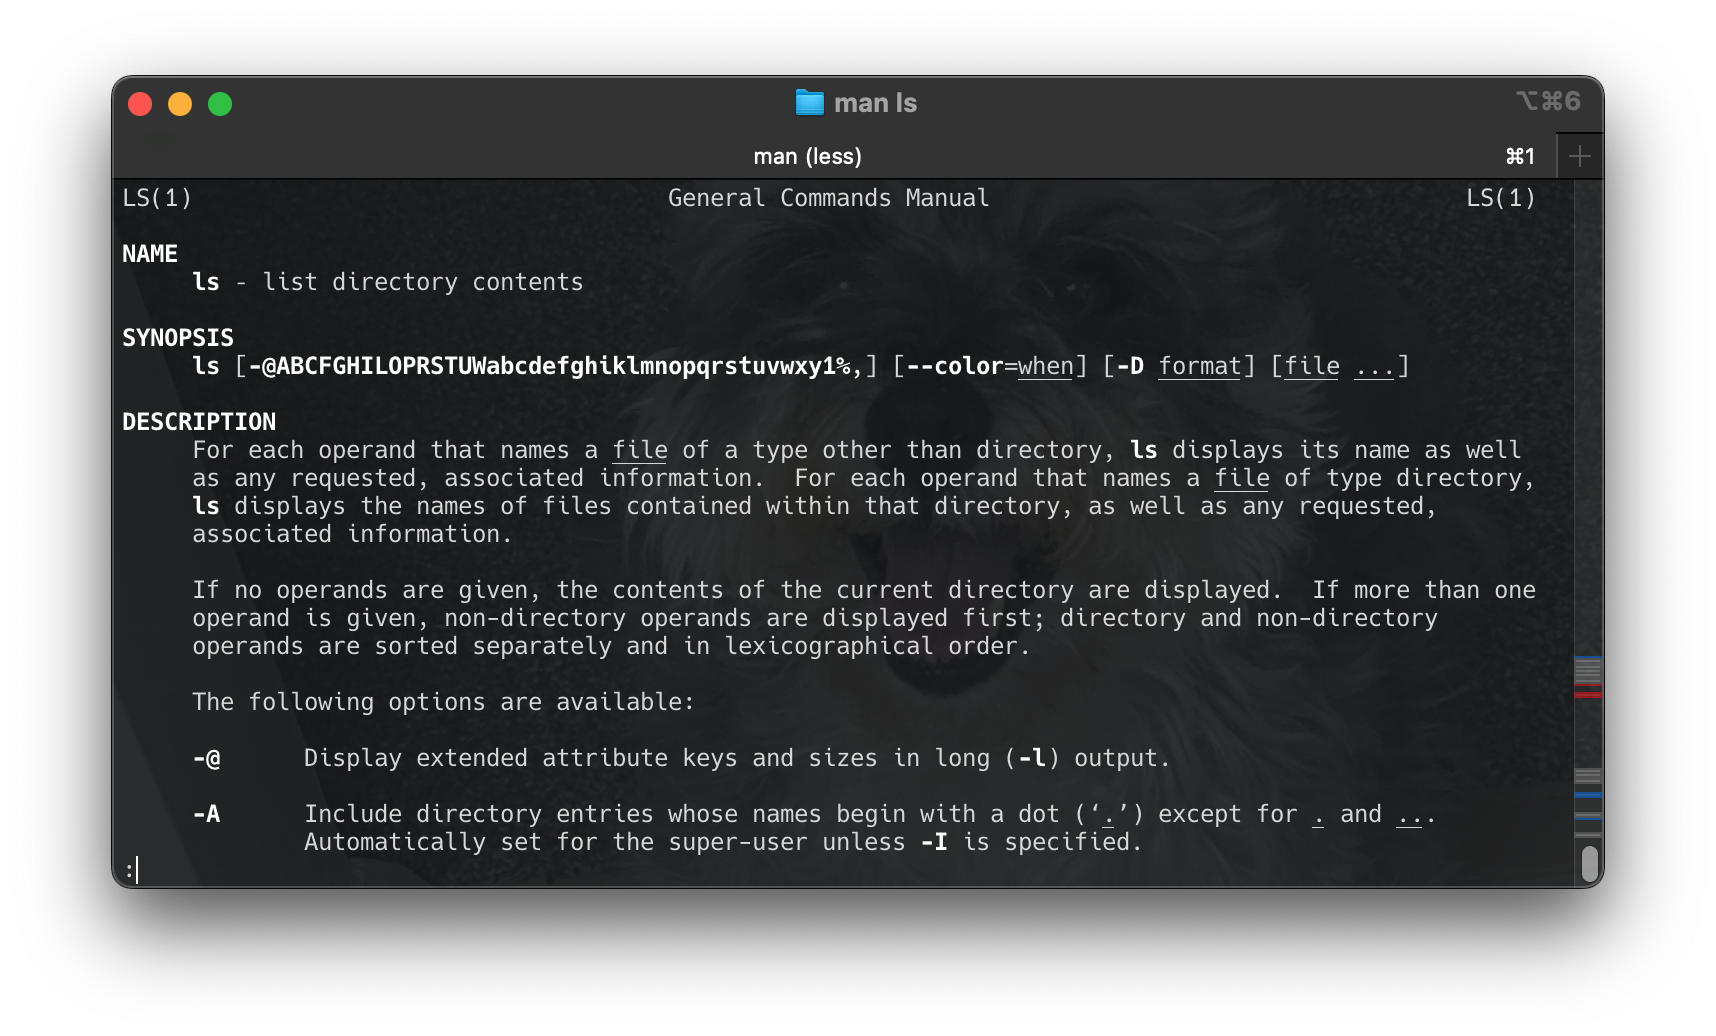 man ls
⌥⌘6
man (less)
⌘1
LS(1) General Commands Manual LS(1)
NAME
ls - list directory contents
SYNOPSIS
ls [-@ABCFGHILOPRSTUWabcdefghiklmnopqrstuvwxy1%,] [--color=when] [-D format] [file ...]
DESCRIPTION
For each operand that names a file of a type other than directory, ls displays its name as well
as any requested, associated information.  For each operand that names a file of type directory,
ls displays the names of files contained within that directory, as well as any requested,
associated information.
If no operands are given, the contents of the current directory are displayed.  If more than one
operand is given, non-directory operands are displayed first; directory and non-directory
operands are sorted separately and in lexicographical order.
The following options are available:
-@ Display extended attribute keys and sizes in long (-l) output.
-A Include directory entries whose names begin with a dot (‘.’) except for . and ...
Automatically set for the super-user unless -I is specified.
: